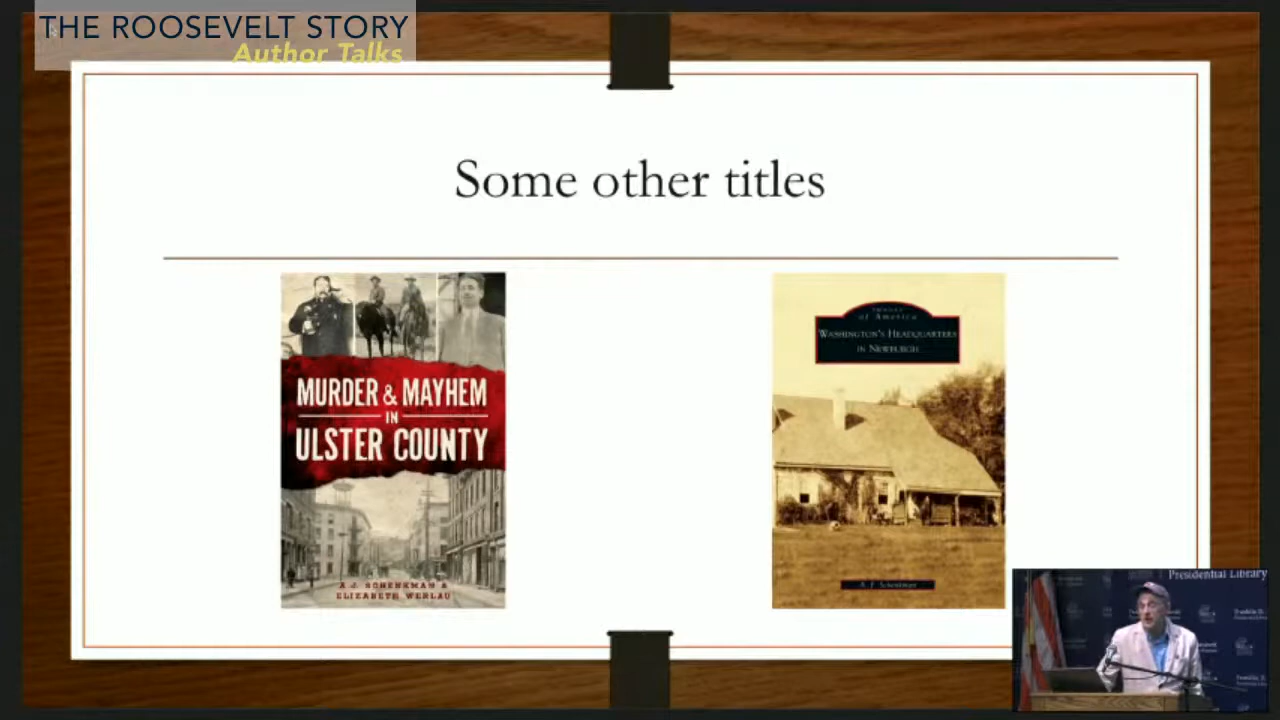 THE ROOSEVELT STORY
Author Talks
Some other titles
MURDER & MAYHEM
IN
ULSTER COUNTY
A.J. SCHENKMAN &
ELIZABETH WERLAU
IMAGES
of America
WASHINGTON'S HEADQUARTERS
IN NEWBURGH
A. J. Schenkman
Presidential Library